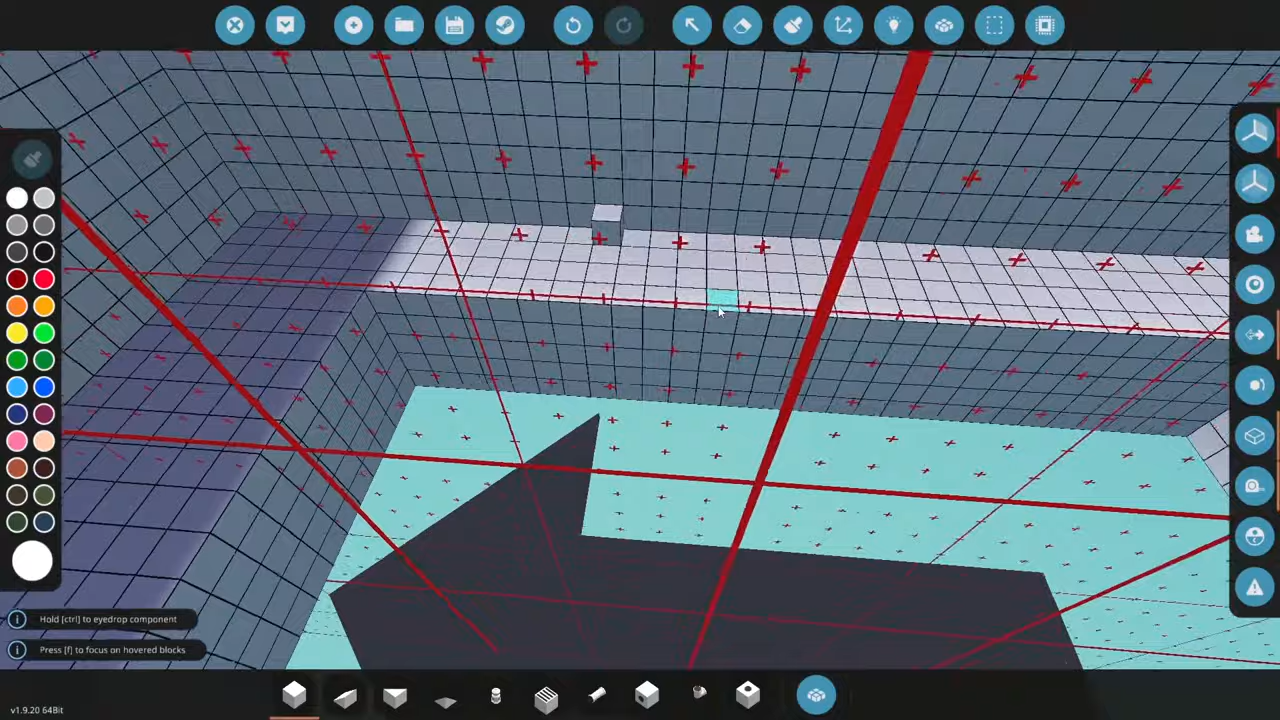 Hold [ctrl] to eyedrop component
Press [f] to focus on hovered blocks
v1.9.20 64Bit